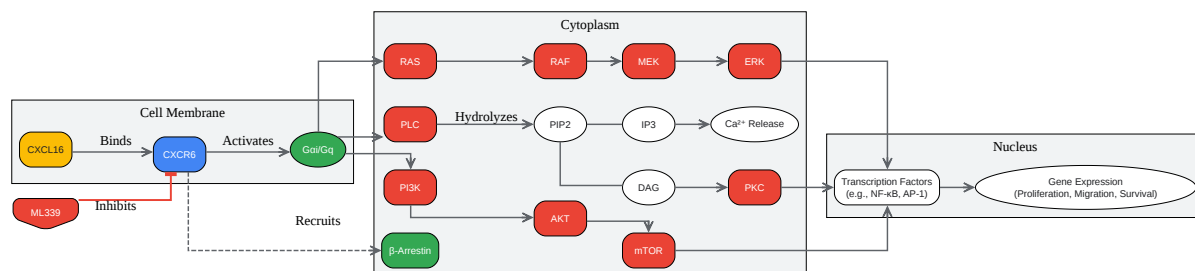 Cytoplasm
RAS
RAF
MEK
ERK
Cell Membrane
CXCL16
Binds
CXCR6
Activates
Gαi/Gq
PLC
Hydrolyzes
PIP2
IP3
Ca²⁺ Release
Nucleus
PI3K
DAG
PKC
Transcription Factors
(e.g., NF-κB, AP-1)
Gene Expression
(Proliferation, Migration, Survival)
ML339
Inhibits
Recruits
AKT
β-Arrestin
mTOR